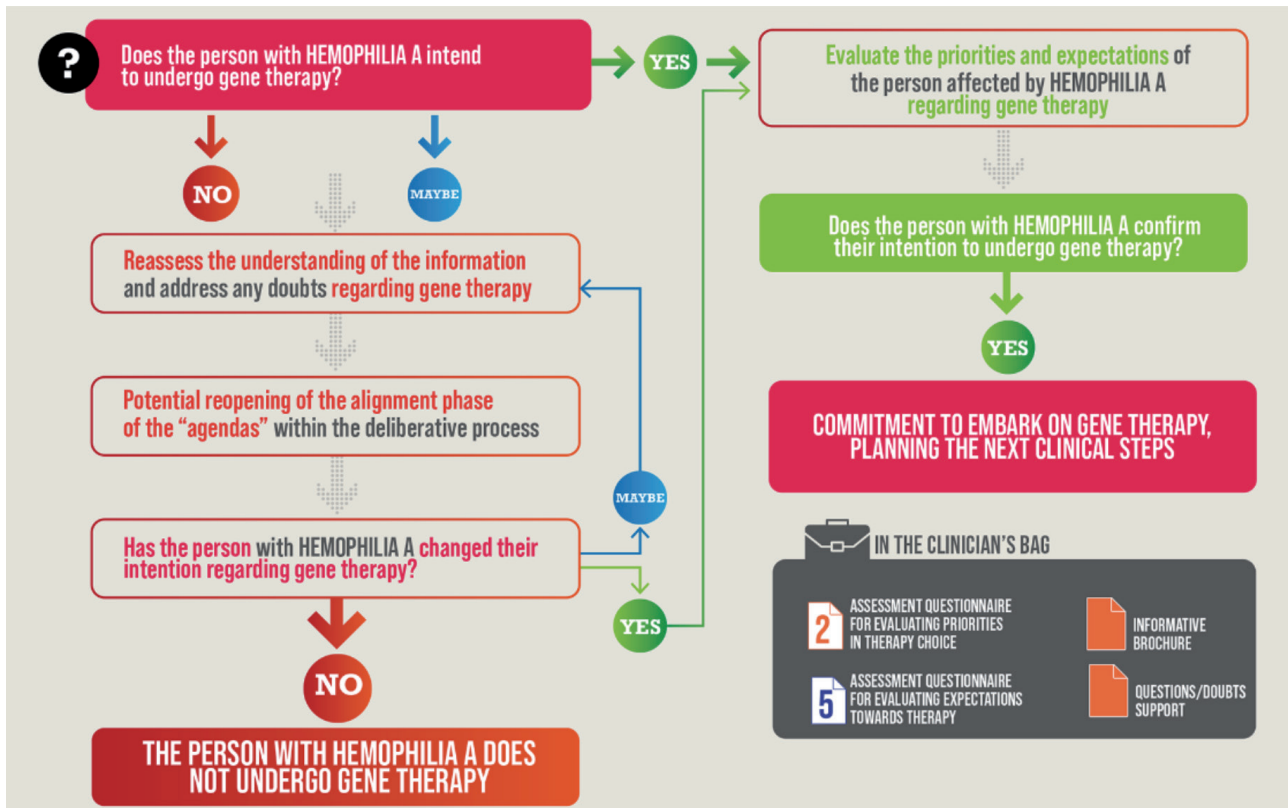 ?
Does the person with HEMOPHILIA A intend
to undergo gene therapy?
YES
Evaluate the priorities and expectations of
the person affected by HEMOPHILIA A
regarding gene therapy
NO
MAYBE
Reassess the understanding of the information
and address any doubts regarding gene therapy
Does the person with HEMOPHILIA A confirm
their intention to undergo gene therapy?
YES
Potential reopening of the alignment phase
of the “agendas” within the deliberative process
COMMITMENT TO EMBARK ON GENE THERAPY,
PLANNING THE NEXT CLINICAL STEPS
MAYBE
Has the person with HEMOPHILIA A changed their
intention regarding gene therapy?
YES
NO
THE PERSON WITH HEMOPHILIA A DOES
NOT UNDERGO GENE THERAPY
IN THE CLINICIAN'S BAG
2
ASSESSMENT QUESTIONNAIRE
FOR EVALUATING PRIORITIES
IN THERAPY CHOICE
INFORMATIVE
BROCHURE
5
ASSESSMENT QUESTIONNAIRE
FOR EVALUATING EXPECTATIONS
TOWARDS THERAPY
QUESTIONS/DOUBTS
SUPPORT